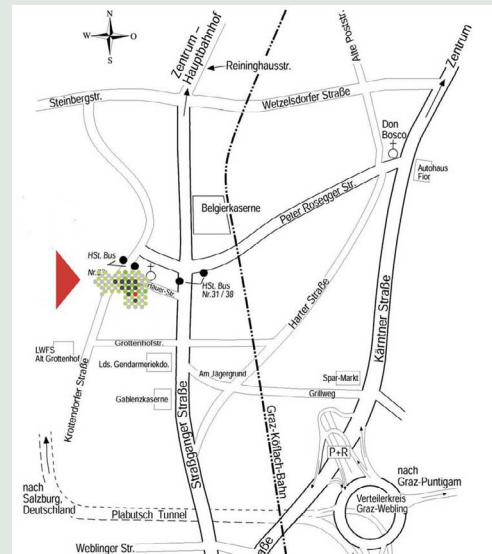 N
W O
S
Zentrum –
Hauptbahnhof
Reininghausstr.
Alte Poststr.
Zentrum
Steinbergstr.
Wetzelsdorfer Straße
Don
Bosco
Autohaus
Fior
Belgierkaserne
Peter Rosegger Str.
HSt. Bus
HSt. Bus
Nr.31 / 38
Harter Straße
Kärntner Straße
Krottendorfer Straße
Grottenhofstr.
LWFS
Alt Grottenhof
Lds. Gendarmeriekdo.
Am Jägergrund
Spar-Markt
Gablenzkaserne
Grillweg
Straßganger Straße
Graz-Köflach-Bahn
P+R
nach
Graz-Puntigam
nach
Salzburg,
Deutschland
Plabutsch Tunnel
Verteilerkreis
Graz-Webling
Weblinger Str.